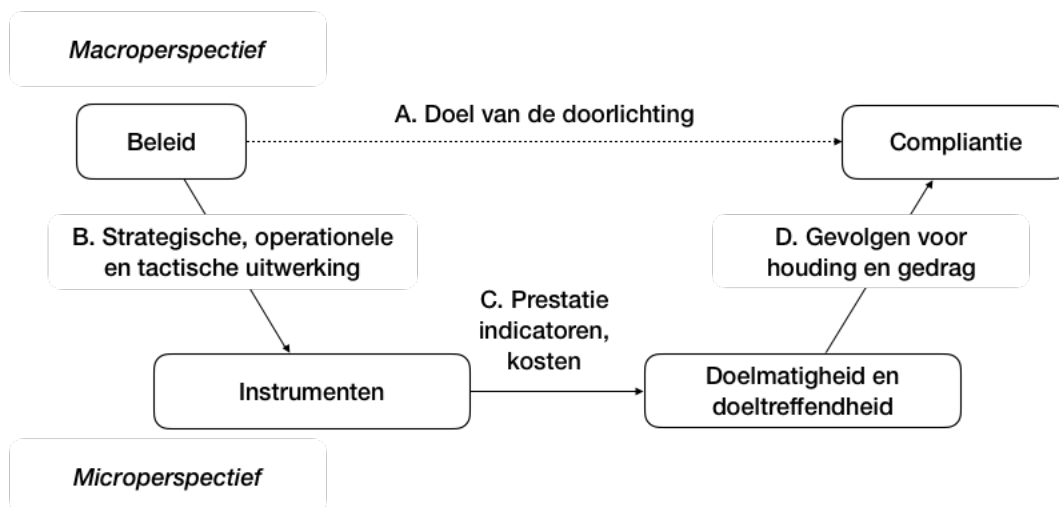 Macroperspectief
A. Doel van de doorlichting
Beleid
Compliantie
B. Strategische, operationele
en tactische uitwerking
D. Gevolgen voor
houding en gedrag
C. Prestatie
indicatoren,
kosten
Instrumenten
Doelmatigheid en
doeltreffendheid
Microperspectief